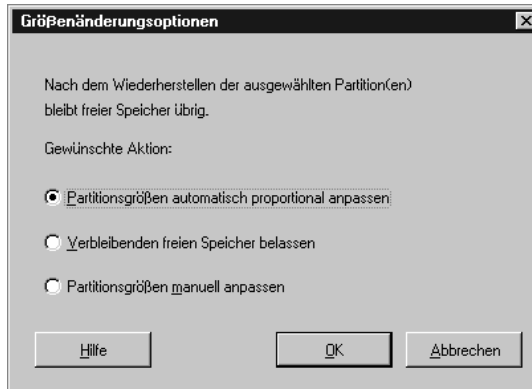 Größenänderungsoptionen
Nach dem Wiederherstellen der ausgewählten Partition(en)
bleibt freier Speicher übrig.
Gewünschte Aktion:
Partitionsgrößen automatisch proportional anpassen
Verbleibenden freien Speicher belassen
Partitionsgrößen manuell anpassen
Hilfe
OK
Abbrechen